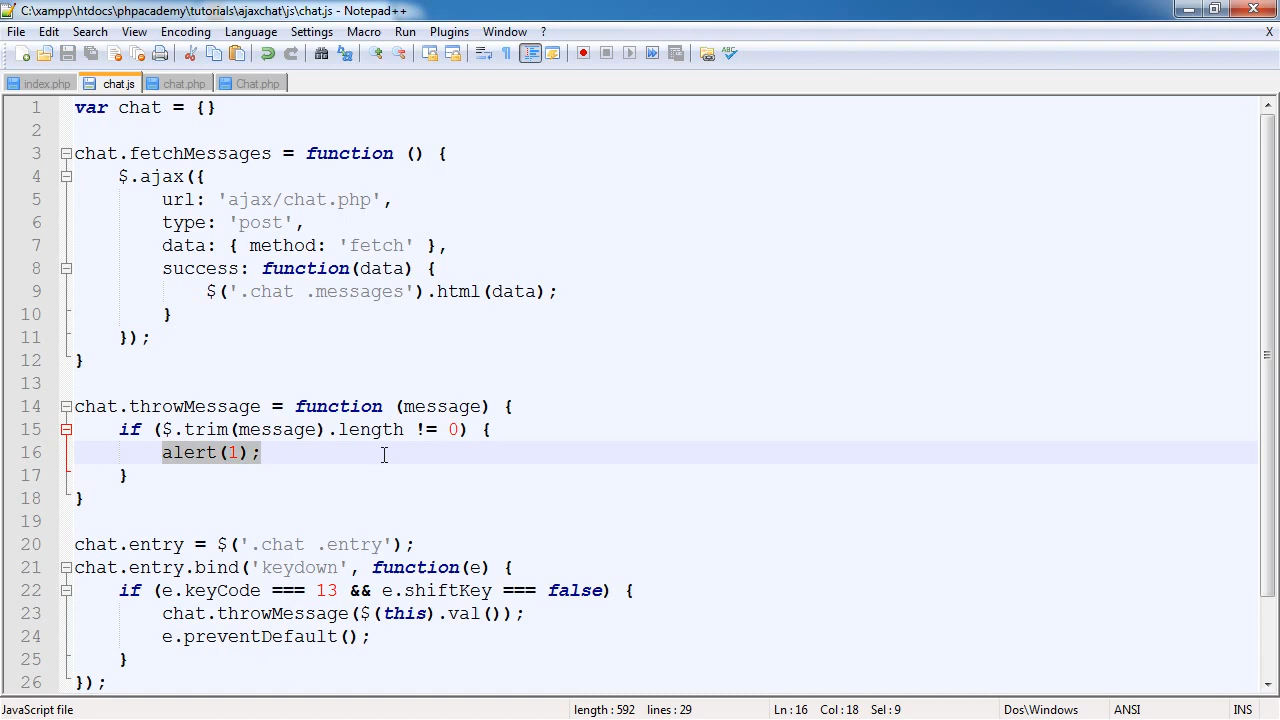 C:\xampp\htdocs\phpacademy\tutorials\ajaxchat\js\chat.js - Notepad++
File Edit Search View Encoding Language Settings Macro Run Plugins Window ? X
index.php chat.js chat.php Chat.php
1 var chat = {}
2
3 chat.fetchMessages = function () {
4 $.ajax({
5 url: 'ajax/chat.php',
6 type: 'post',
7 data: { method: 'fetch' },
8 success: function(data) {
9 $('.chat .messages').html(data);
10 }
11 });
12 }
13
14 chat.throwMessage = function (message) {
15 if ($.trim(message).length != 0) {
16 alert(1);
17 }
18 }
19
20 chat.entry = $('.chat .entry');
21 chat.entry.bind('keydown', function(e) {
22 if (e.keyCode === 13 && e.shiftKey === false) {
23 chat.throwMessage($(this).val());
24 e.preventDefault();
25 }
26 });
JavaScript file length : 592 lines : 29 Ln : 16 Col : 18 Sel : 9 Dos\Windows ANSI INS